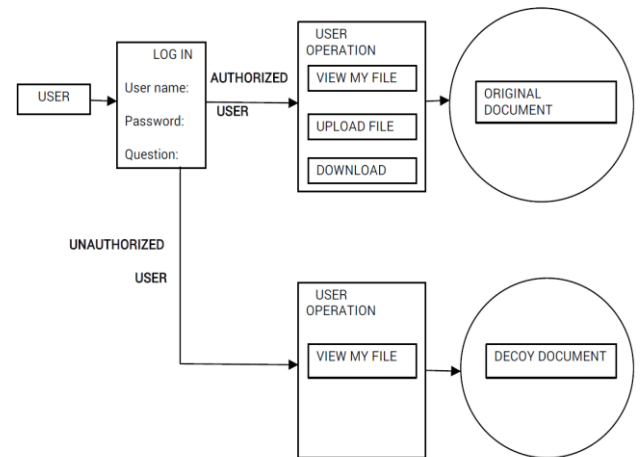 USER
LOG IN
User name:
Password:
Question:
AUTHORIZED
USER
USER
OPERATION
VIEW MY FILE
UPLOAD FILE
DOWNLOAD
ORIGINAL
DOCUMENT
UNAUTHORIZED
USER
USER
OPERATION
VIEW MY FILE
DECOY DOCUMENT